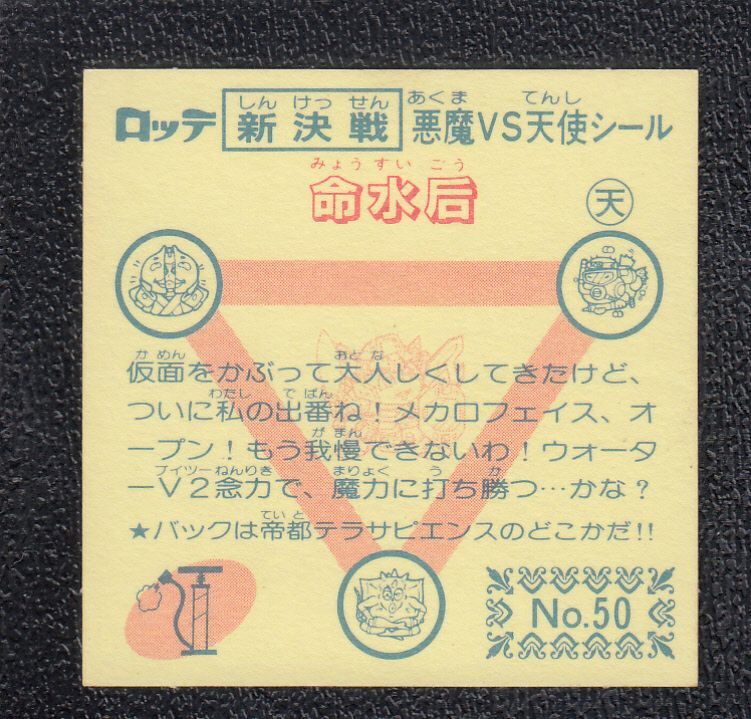 しん けっ せん あくま てんし
ロッテ 新決戦 悪魔VS天使シール
みょうすいごう
命水后
天
かめん おとな
仮面をかぶって大人しくしてきたけど、
わたし でばん
ついに私の出番ね!メカロフェイス、オ
がまん
ープン!もう我慢できないわ!ウォータ
ブイツーねんりき まりょく う か
ーV2念力で、魔力に打ち勝つ…かな?
ていと
★バックは帝都テラサピエンスのどこかだ!!
No.50